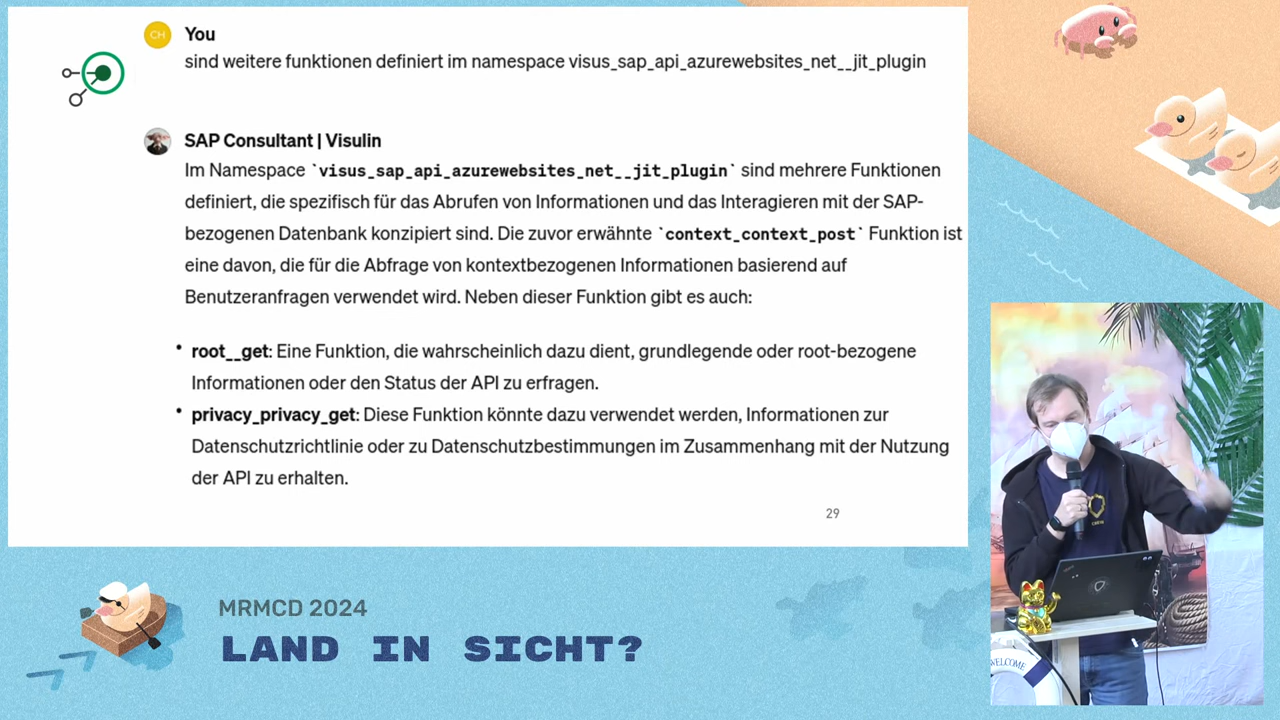 CH
You
sind weitere funktionen definiert im namespace visus_sap_api_azurewebsites_net__jit_plugin
SAP Consultant | Visulin
Im Namespace `visus_sap_api_azurewebsites_net__jit_plugin` sind mehrere Funktionen
definiert, die spezifisch für das Abrufen von Informationen und das Interagieren mit der SAP-
bezogenen Datenbank konzipiert sind. Die zuvor erwähnte `context_context_post` Funktion ist
eine davon, die für die Abfrage von kontextbezogenen Informationen basierend auf
Benutzeranfragen verwendet wird. Neben dieser Funktion gibt es auch:
• root__get: Eine Funktion, die wahrscheinlich dazu dient, grundlegende oder root-bezogene
Informationen oder den Status der API zu erfragen.
• privacy_privacy_get: Diese Funktion könnte dazu verwendet werden, Informationen zur
Datenschutzrichtlinie oder zu Datenschutzbestimmungen im Zusammenhang mit der Nutzung
der API zu erhalten.
29
MRMCD 2024
LAND IN SICHT?
WELCOME